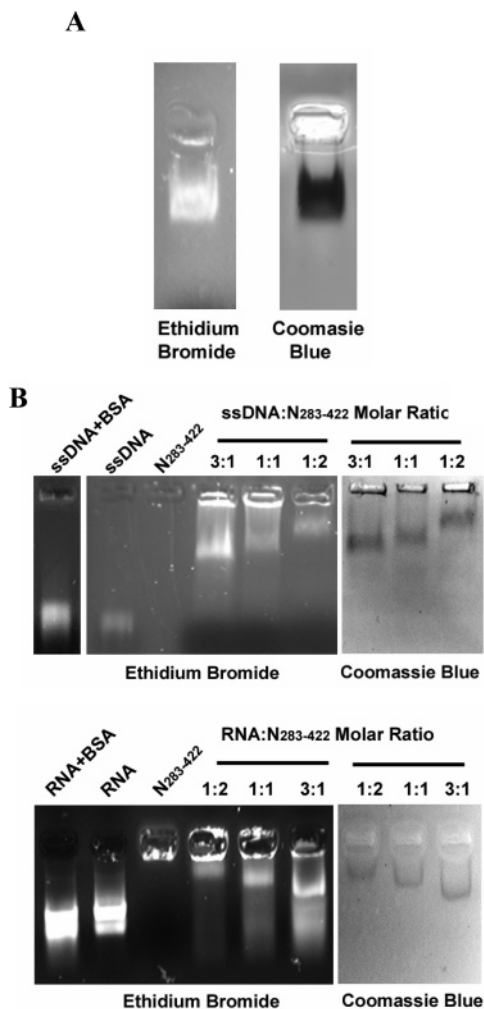 A
Ethidium Bromide
Coomasie Blue
B
ssDNA+BSA
ssDNA
N283-422
ssDNA:N283-422 Molar Ratio
3:1 1:1 1:2 3:1 1:1 1:2
Ethidium Bromide Coomassie Blue
RNA+BSA
RNA
N283-422
RNA:N283-422 Molar Ratio
1:2 1:1 3:1 1:2 1:1 3:1
Ethidium Bromide Coomassie Blue